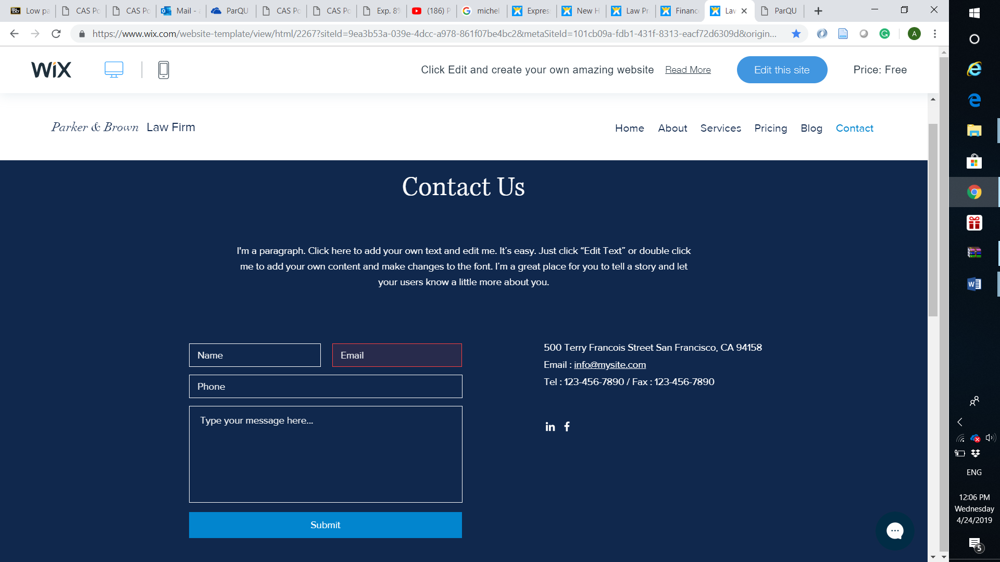 Bb Low pa
CAS Po
CAS Po
Mail - a
ParQU
CAS Po
CAS Po
Exp. 8%
(186) P
michel
Expres
New H
Law Pr
Financ
Law
ParQU
https://www.wix.com/website-template/view/html/2267?siteId=9ea3b53a-039e-4dcc-a978-861f07be4bc2&metaSiteId=101cb09a-fdb1-431f-8313-eacf72d6309d&origin...
A
WiX
Click Edit and create your own amazing website Read More
Edit this site
Price: Free
Parker & Brown Law Firm
Home About Services Pricing Blog Contact
Contact Us
I'm a paragraph. Click here to add your own text and edit me. It’s easy. Just click “Edit Text” or double click
me to add your own content and make changes to the font. I’m a great place for you to tell a story and let
your users know a little more about you.
Name
Email
Phone
Type your message here...
Submit
500 Terry Francois Street San Francisco, CA 94158
Email : info@mysite.com
Tel : 123-456-7890 / Fax : 123-456-7890
in f
ENG
12:06 PM
Wednesday
4/24/2019
5